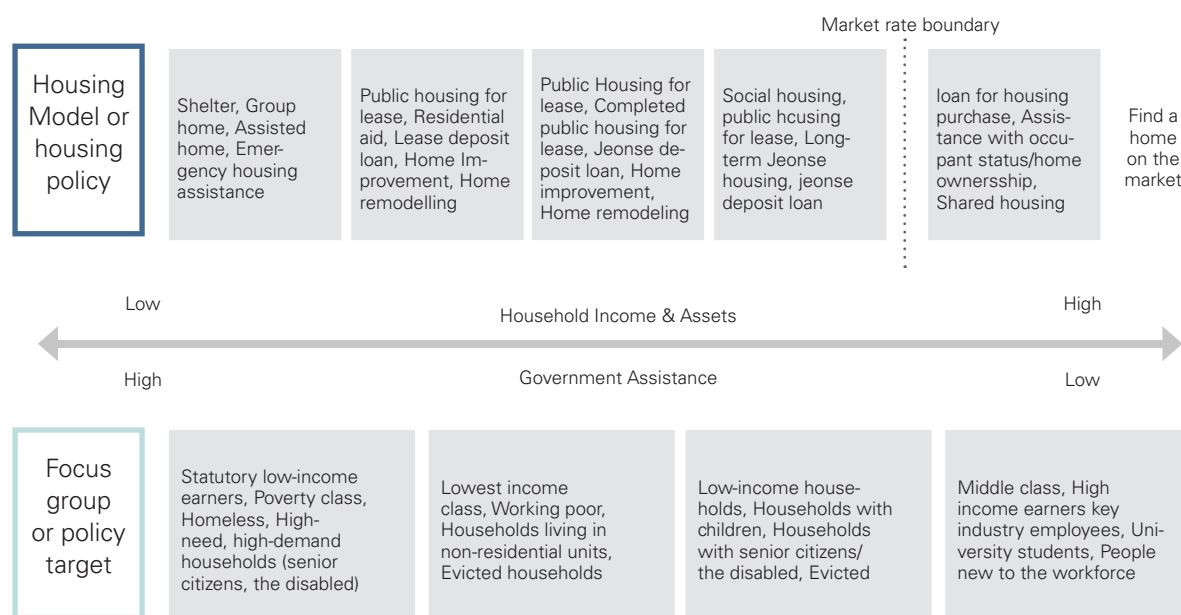 Market rate boundary
Housing
Model or
housing
policy
Shelter, Group
home, Assisted
home, Emer-
gency housing
assistance
Public housing for
lease, Residential
aid, Lease deposit
loan, Home Im-
provement, Home
remodelling
Public Housing for
lease, Completed
public housing for
lease, Jeonse de-
posit loan, Home
improvement,
Home remodeling
Social housing,
public hcusing
for lease, Long-
term Jeonse
housing, jeonse
deposit loan
loan for housing
purchase, Assis-
tance with occu-
pant status/home
ownersship,
Shared housing
Find a
home
on the
market
Low
High
Household Income & Assets
High
Government Assistance
Low
Focus
group
or policy
target
Statutory low-income
earners, Poverty class,
Homeless, High-
need, high-demand
households (senior
citizens, the disabled)
Lowest income
class, Working poor,
Households living in
non-residential units,
Evicted households
Low-income house-
holds, Households with
children, Households
with senior citizens/
the disabled, Evicted
Middle class, High
income earners key
industry employees, Uni-
versity students, People
new to the workforce